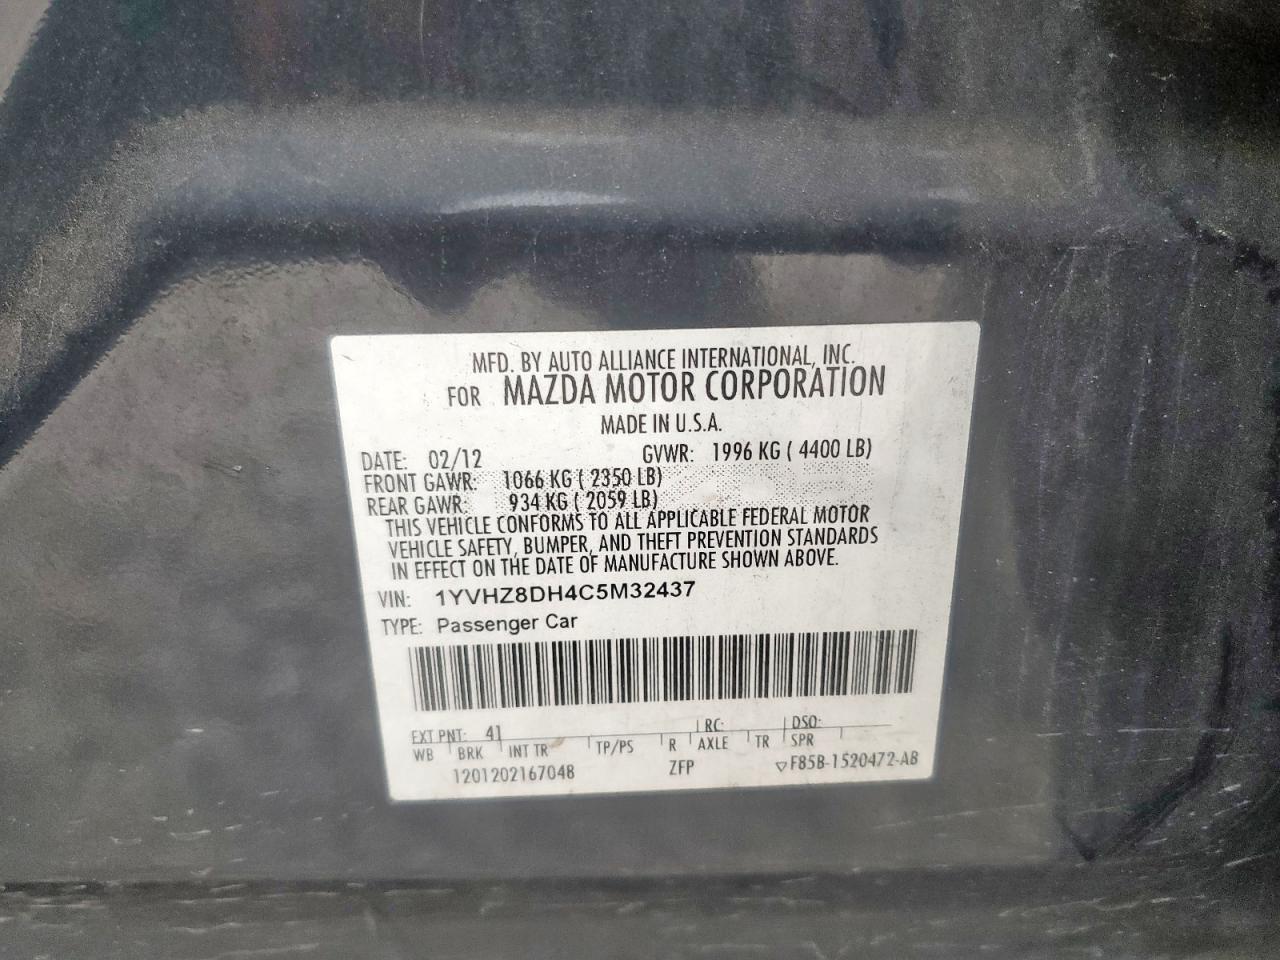 MFD. BY AUTO ALLIANCE INTERNATIONAL, INC.
FOR MAZDA MOTOR CORPORATION
MADE IN U.S.A.
DATE: 02/12 GVWR: 1996 KG ( 4400 LB)
FRONT GAWR: 1066 KG ( 2350 LB)
REAR GAWR: 934 KG ( 2059 LB)
THIS VEHICLE CONFORMS TO ALL APPLICABLE FEDERAL MOTOR
VEHICLE SAFETY, BUMPER, AND THEFT PREVENTION STANDARDS
IN EFFECT ON THE DATE OF MANUFACTURE SHOWN ABOVE.
VIN: 1YVHZ8DH4C5M32437
TYPE: Passenger Car
EXT PNT: 41 RC: DSO:
WB BRK INT TR TP/PS R AXLE TR SPR
1201202167048 ZFP ▽F85B-1520472-AB